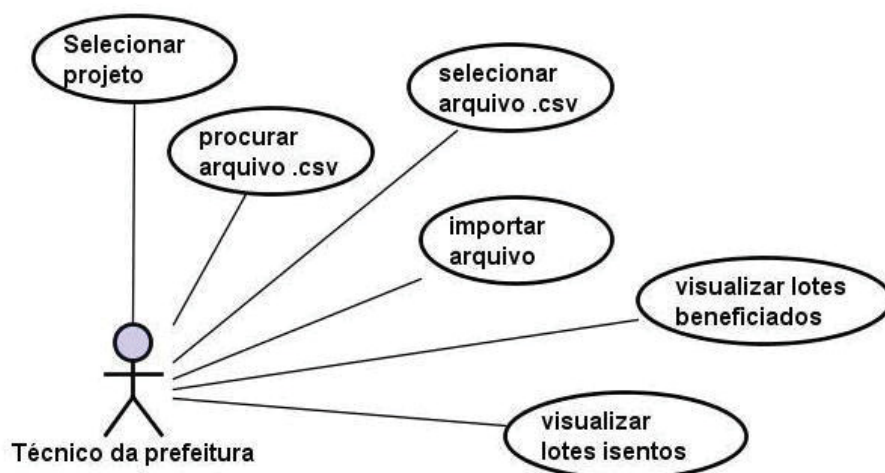 Selecionar
projeto
selecionar
arquivo .csv
procurar
arquivo .csv
importar
arquivo
visualizar lotes
beneficiados
visualizar
lotes isentos
Técnico da prefeitura